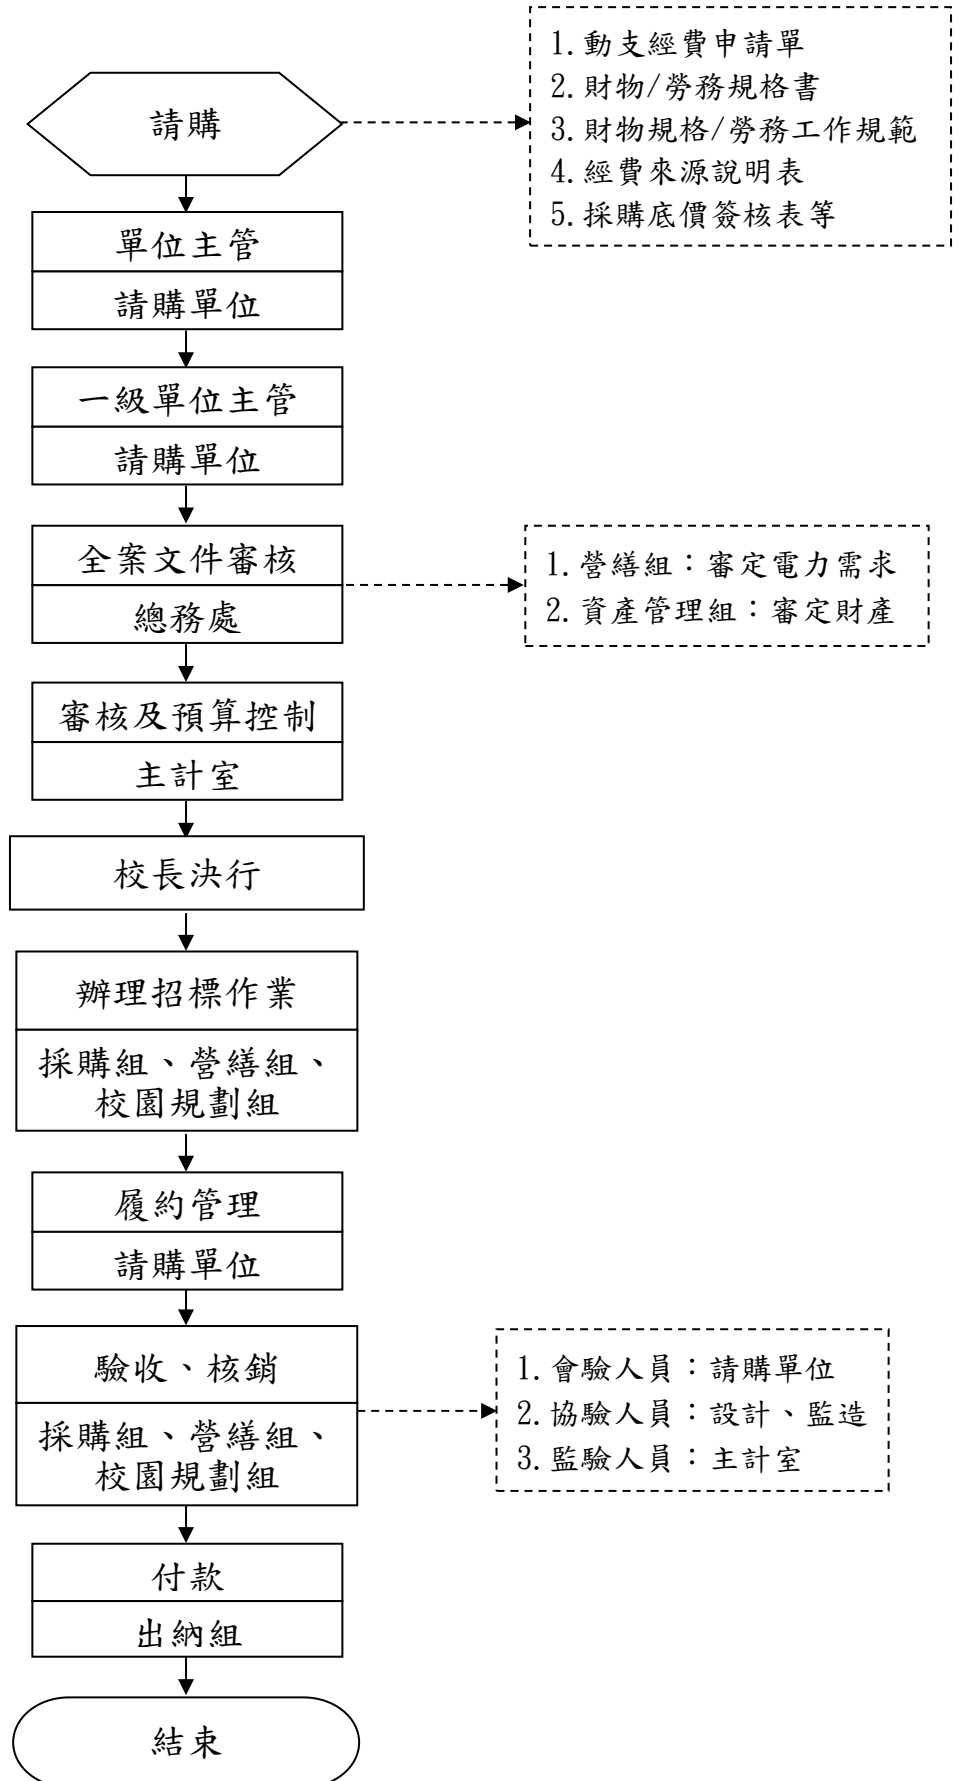 請購
1.動支經費申請單
2.財物/勞務規格書
3.財物規格/勞務工作規範
4.經費來源說明表
5.採購底價簽核表等
單位主管
請購單位
一級單位主管
請購單位
全案文件審核
總務處
1.營繕組：審定電力需求
2.資產管理組：審定財產
審核及預算控制
主計室
校長決行
辦理招標作業
採購組、營繕組、
校園規劃組
履約管理
請購單位
驗收、核銷
採購組、營繕組、
校園規劃組
1.會驗人員：請購單位
2.協驗人員：設計、監造
3.監驗人員：主計室
付款
出納組
結束